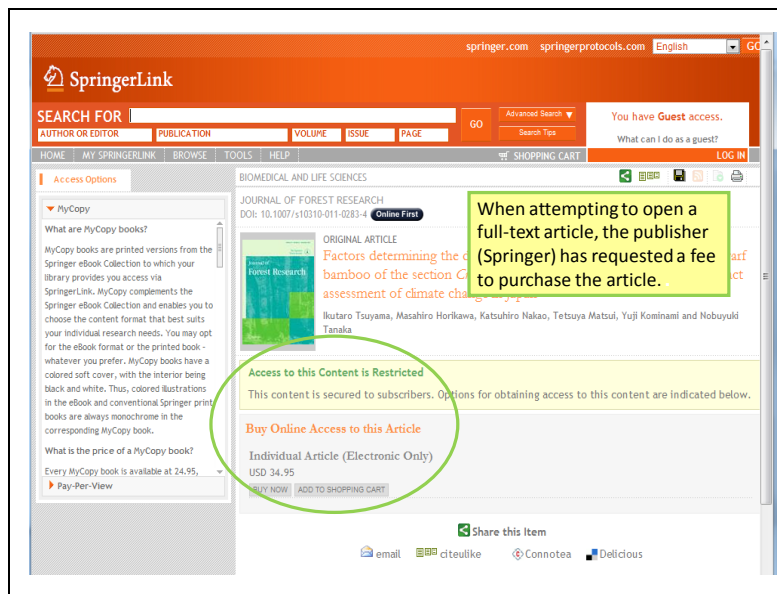 springer.com springerprotocols.com English GO
SpringerLink
SEARCH FOR
GO
Advanced Search
Search Tips
AUTHOR OR EDITOR PUBLICATION VOLUME ISSUE PAGE
You have Guest access.
What can I do as a guest?
HOME MY SPRINGERLINK BROWSE TOOLS HELP SHOPPING CART LOG IN
Access Options
MyCopy
What are MyCopy books?
MyCopy books are printed versions from the
Springer eBook Collection to which your
library provides you access via
SpringerLink. MyCopy complements the
Springer eBook Collection and enables you to
choose the content format that best suits
your individual research needs. You may opt
for the eBook format or the printed book -
whatever you prefer. MyCopy books have a
colored soft cover, with the interior being
black and white. Thus, colored illustrations
in the eBook and conventional Springer print
books are always monochrome in the
corresponding MyCopy book.
What is the price of a MyCopy book?
Every MyCopy book is available at 24.95,
Pay-Per-View
BIOMEDICAL AND LIFE SCIENCES
JOURNAL OF FOREST RESEARCH
DOI: 10.1007/s10310-011-0283-4 Online First
When attempting to open a
full-text article, the publisher
(Springer) has requested a fee
to purchase the article.
Forest Research
ORIGINAL ARTICLE
Factors determining the
bamboo of the section
assessment of climate
Ikutaro Tsuyama, Masahiro Horikawa, Katsuhiro Nakao, Tetsuya Matsui, Yuji Kominami and Nobuyuki
Tanaka
Access to this Content is Restricted
This content is secured to subscribers. Options for obtaining access to this content are indicated below.
Buy Online Access to this Article
Individual Article (Electronic Only)
USD 34.95
BUY NOW ADD TO SHOPPING CART
Share this Item
email citeulike Connotea Delicious